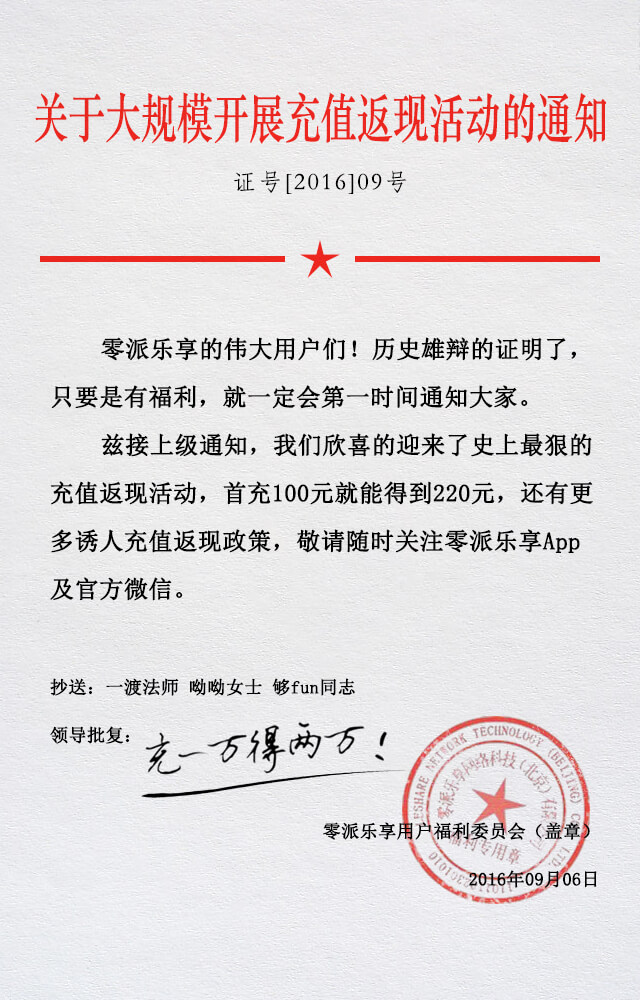 关于大规模开展充值返现活动的通知
证号[2016]09号
零派乐享的伟大用户们！历史雄辩的证明了，
只要是有福利，就一定会第一时间通知大家。
兹接上级通知，我们欣喜的迎来了史上最狠的
充值返现活动，首充100元就能得到220元，还有更
多诱人充值返现政策，敬请随时关注零派乐享App
及官方微信。
抄送：一渡法师 呦呦女士 够fun同志
领导批复：充一万得两万！
ESHARE NETWORK TECHNOLOGY (BEIJING) CO., LTD.
零派乐享网络科技（北京）有限公司
福利专用章
零派乐享用户福利委员会（盖章）
2016年09月06日